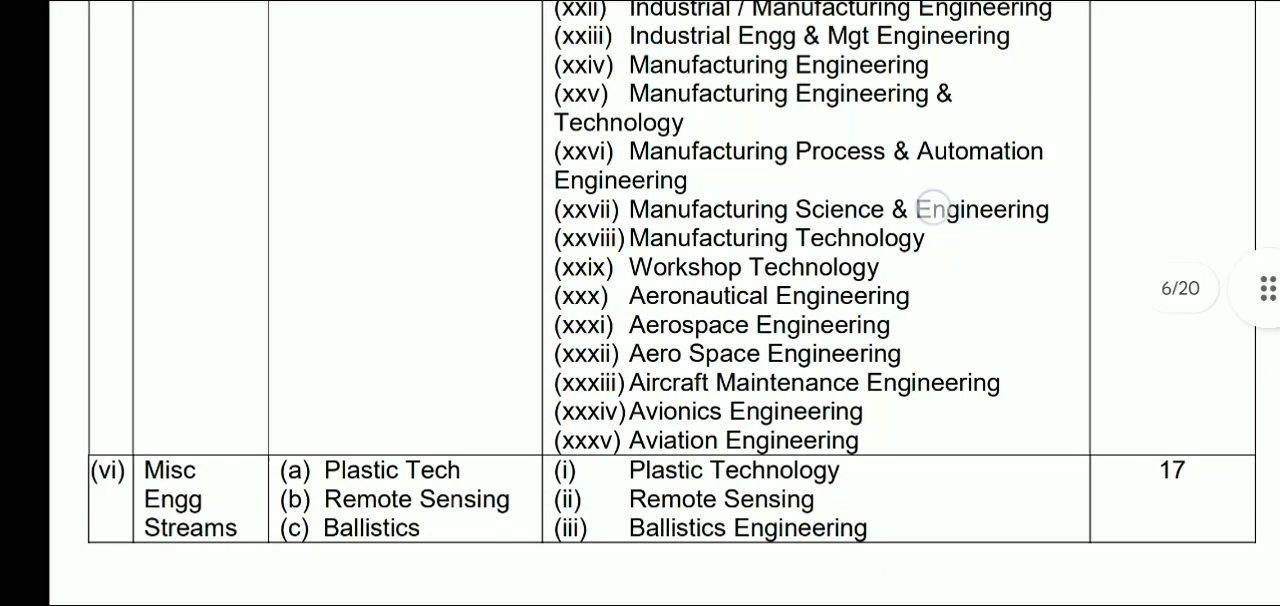 (xxii) Industrial / Manufacturing Engineering
(xxiii) Industrial Engg & Mgt Engineering
(xxiv) Manufacturing Engineering
(xxv) Manufacturing Engineering &
Technology
(xxvi) Manufacturing Process & Automation
Engineering
(xxvii) Manufacturing Science & Engineering
(xxviii) Manufacturing Technology
(xxix) Workshop Technology
(xxx) Aeronautical Engineering
(xxxi) Aerospace Engineering
(xxxii) Aero Space Engineering
(xxxiii) Aircraft Maintenance Engineering
(xxxiv) Avionics Engineering
(xxxv) Aviation Engineering
6/20
(vi) Misc (a) Plastic Tech (i) Plastic Technology 17
Engg (b) Remote Sensing (ii) Remote Sensing
Streams (c) Ballistics (iii) Ballistics Engineering